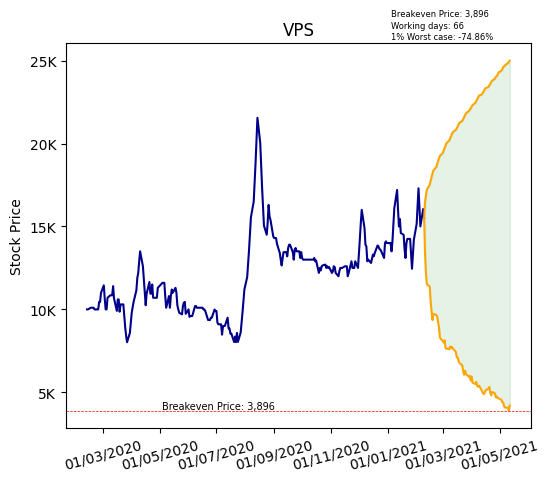 Breakeven Price: 3,896
Working days: 66
1% Worst case: -74.86%
VPS
Stock Price
25K
20K
15K
10K
5K
Breakeven Price: 3,896
01/03/2020
01/05/2020
01/07/2020
01/09/2020
01/11/2020
01/01/2021
01/03/2021
01/05/2021